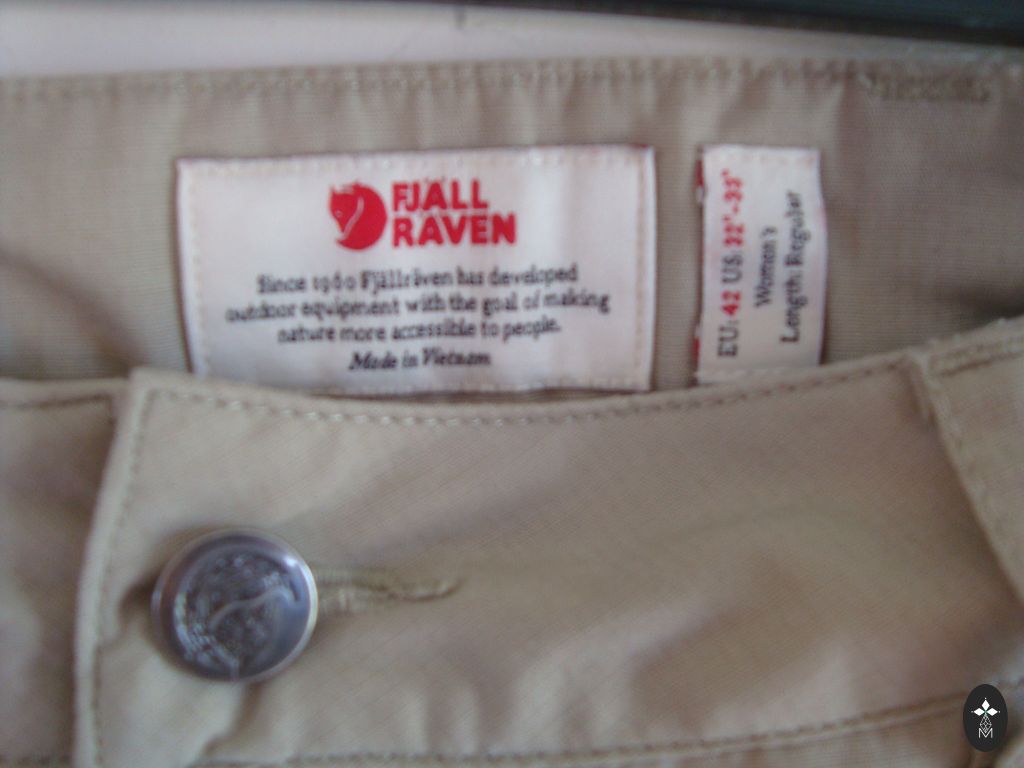 FJÄLL
RÄVEN
Since 1960 Fjällräven has developed
outdoor equipment with the goal of making
nature more accessible to people.
Made in Vietnam
EU: 42 US: 32"-33"
Women's
Length: Regular
M